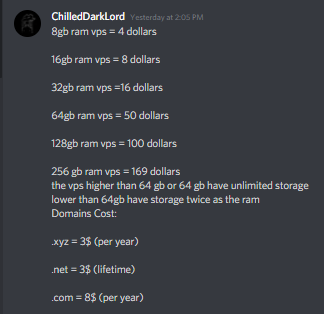 ChilledDarkLord Yesterday at 2:05 PM
8gb ram vps = 4 dollars
16gb ram vps = 8 dollars
32gb ram vps =16 dollars
64gb ram vps = 50 dollars
128gb ram vps = 100 dollars
256 gb ram vps = 169 dollars
the vps higher than 64 gb or 64 gb have unlimited storage
lower than 64gb have storage twice as the ram
Domains Cost:
.xyz = 3$ (per year)
.net = 3$ (lifetime)
.com = 8$ (per year)